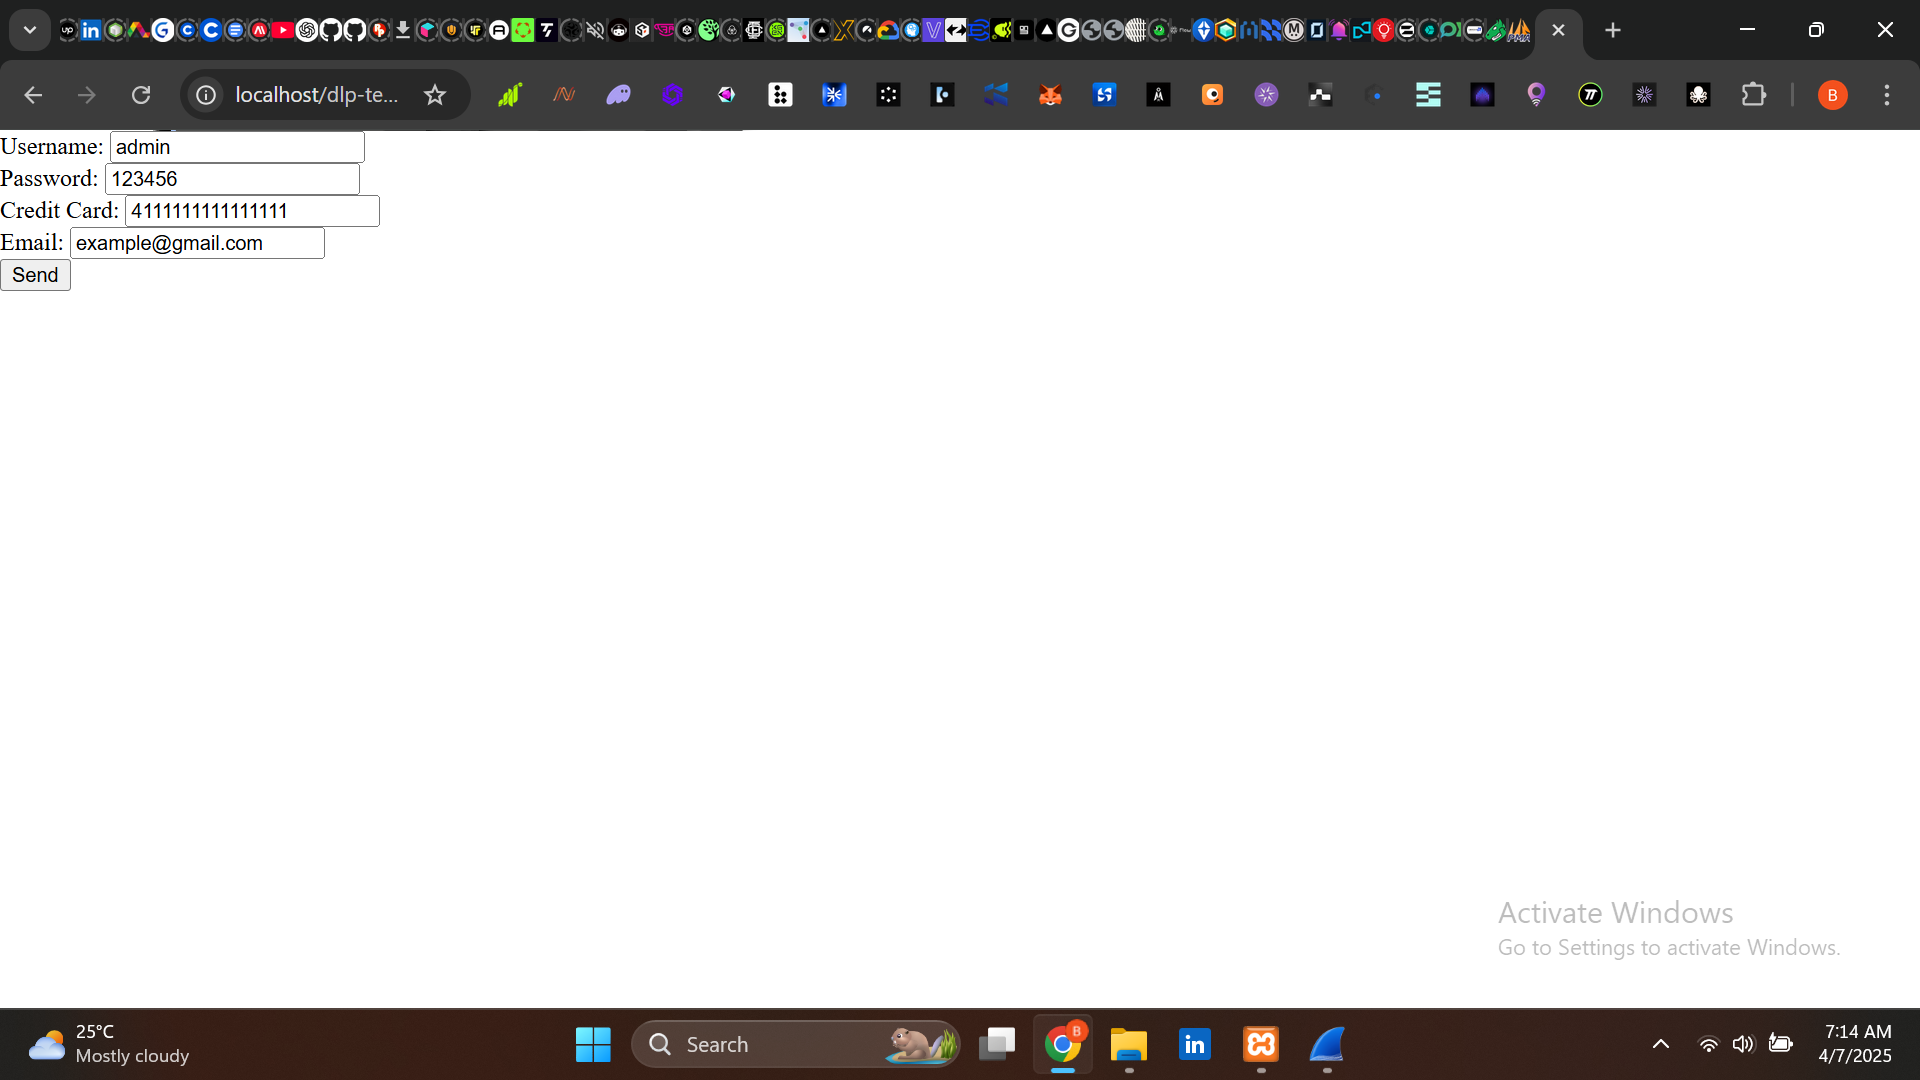 localhost/dlp-te...
B
Username: admin
Password: 123456
Credit Card: 4111111111111111
Email: example@gmail.com
Send
Activate Windows
Go to Settings to activate Windows.
25°C
Mostly cloudy
Search
B
in
7:14 AM
4/7/2025